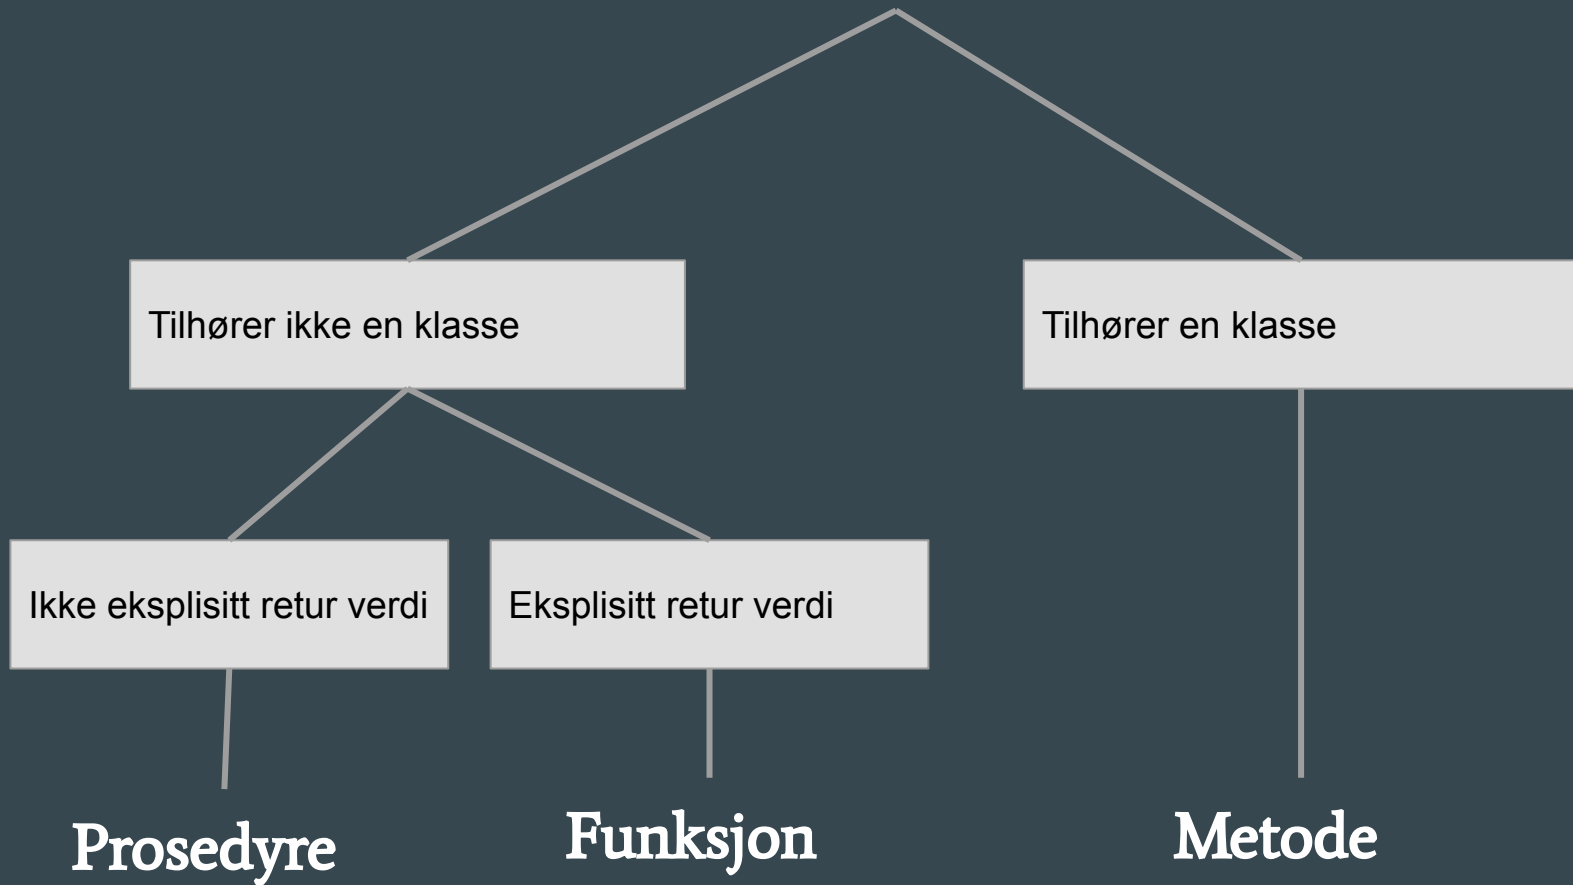 Tilhører ikke en klasse
Tilhører en klasse
Ikke eksplisitt retur verdi
Eksplisitt retur verdi
Prosedyre
Funksjon
Metode